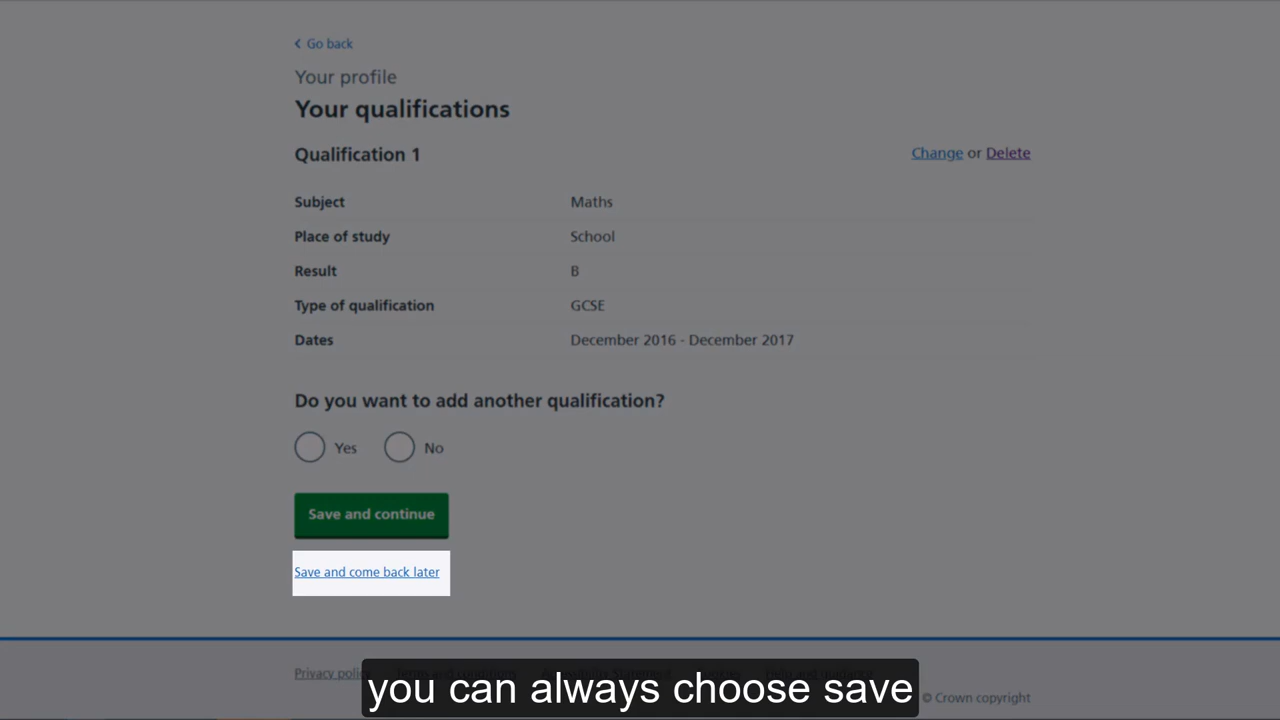 Go back
Your profile
Your qualifications
Qualification 1 Change or Delete
Subject Maths
Place of study School
Result B
Type of qualification GCSE
Dates December 2016 - December 2017
Do you want to add another qualification?
Yes No
Save and continue
Save and come back later
Privacy policy
you can always choose save
© Crown copyright